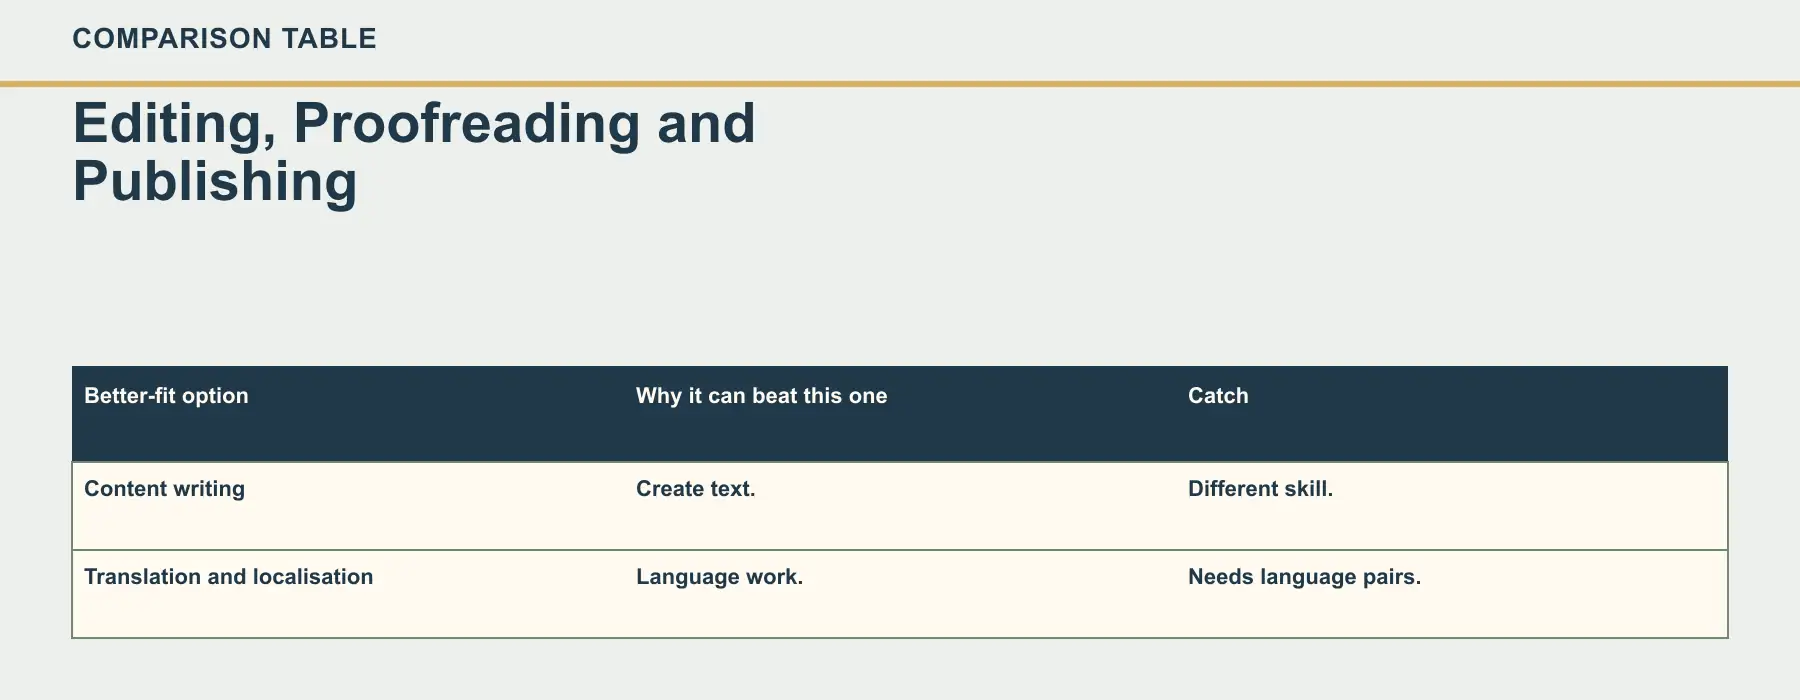 COMPARISON TABLE
Editing, Proofreading and
Publishing
Better-fit option Why it can beat this one Catch
Content writing Create text. Different skill.
Translation and localisation Language work. Needs language pairs.